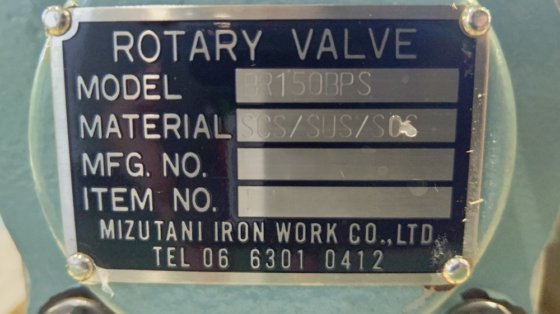 ROTARY VALVE
MODEL BR150BPS
MATERIAL SCS/SUS/SCS
MFG. NO.
ITEM NO.
MIZUTANI IRON WORK CO.,LTD
TEL 06 6301 0412